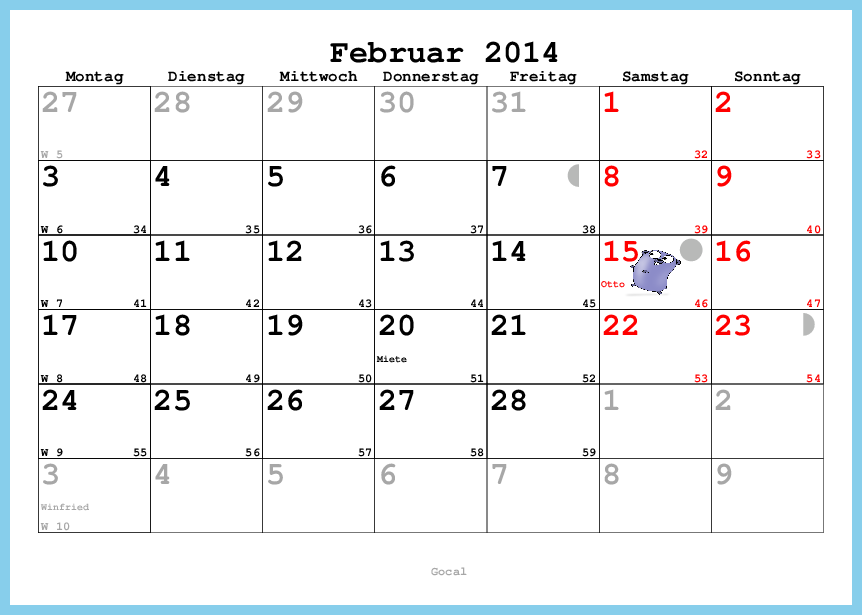 Februar 2014
Montag Dienstag Mittwoch Donnerstag Freitag Samstag Sonntag
27 28 29 30 31 1 2
W 5 32 33
3 4 5 6 7 8 9
W 6 34 35 36 37 38 39 40
10 11 12 13 14 15 16
Otto
W 7 41 42 43 44 45 46 47
17 18 19 20 21 22 23
Miete
W 8 48 49 50 51 52 53 54
24 25 26 27 28 1 2
W 9 55 56 57 58 59
3 4 5 6 7 8 9
Winfried
W 10
Gocal